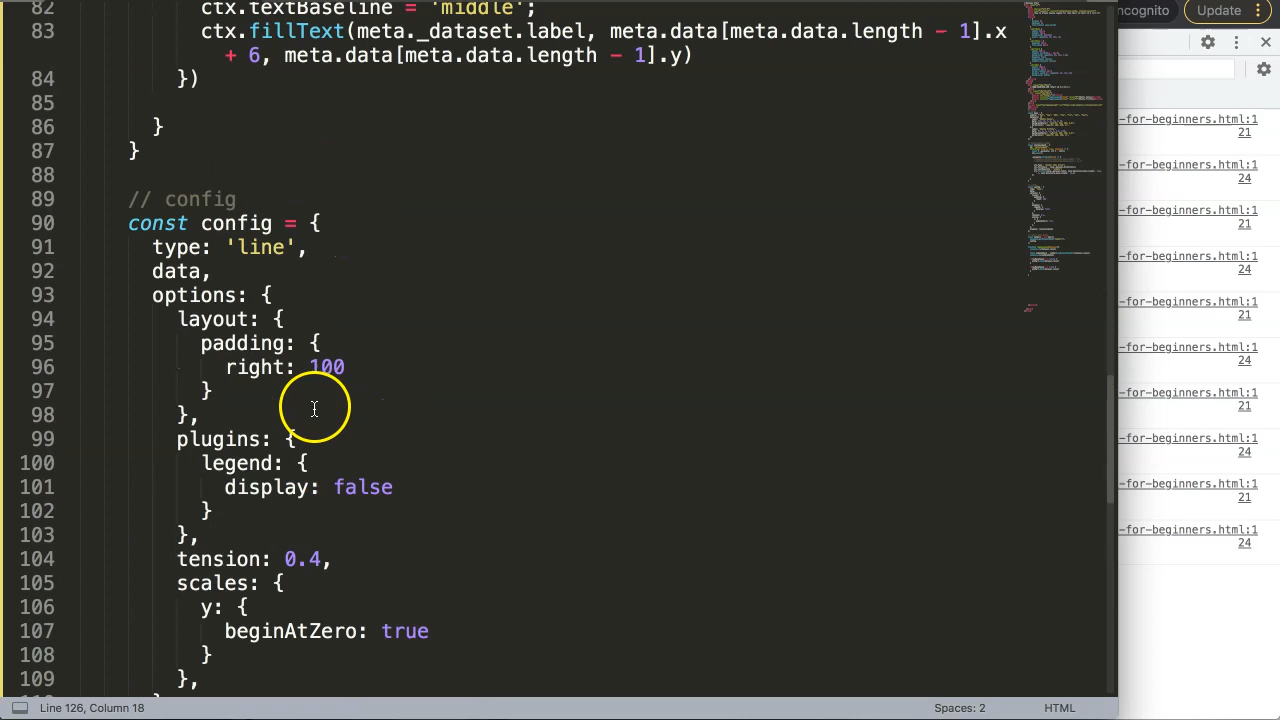 82 ctx.textBaseline = 'middle';
83 ctx.fillText(meta._dataset.label, meta.data[meta.data.length - 1].x
+ 6, meta.data[meta.data.length - 1].y)
84 })
85
86 }
87 }
88
89 // config
90 const config = {
91 type: 'line',
92 data,
93 options: {
94 layout: {
95 padding: {
96 right: 100
97 }
98 },
99 plugins: {
100 legend: {
101 display: false
102 }
103 },
104 tension: 0.4,
105 scales: {
106 y: {
107 beginAtZero: true
108 }
109 },
Line 126, Column 18
Spaces: 2
HTML
ncognito
Update
-for-beginners.html:1
21
-for-beginners.html:1
24
-for-beginners.html:1
21
-for-beginners.html:1
24
-for-beginners.html:1
21
-for-beginners.html:1
24
-for-beginners.html:1
21
-for-beginners.html:1
24
-for-beginners.html:1
21
-for-beginners.html:1
24